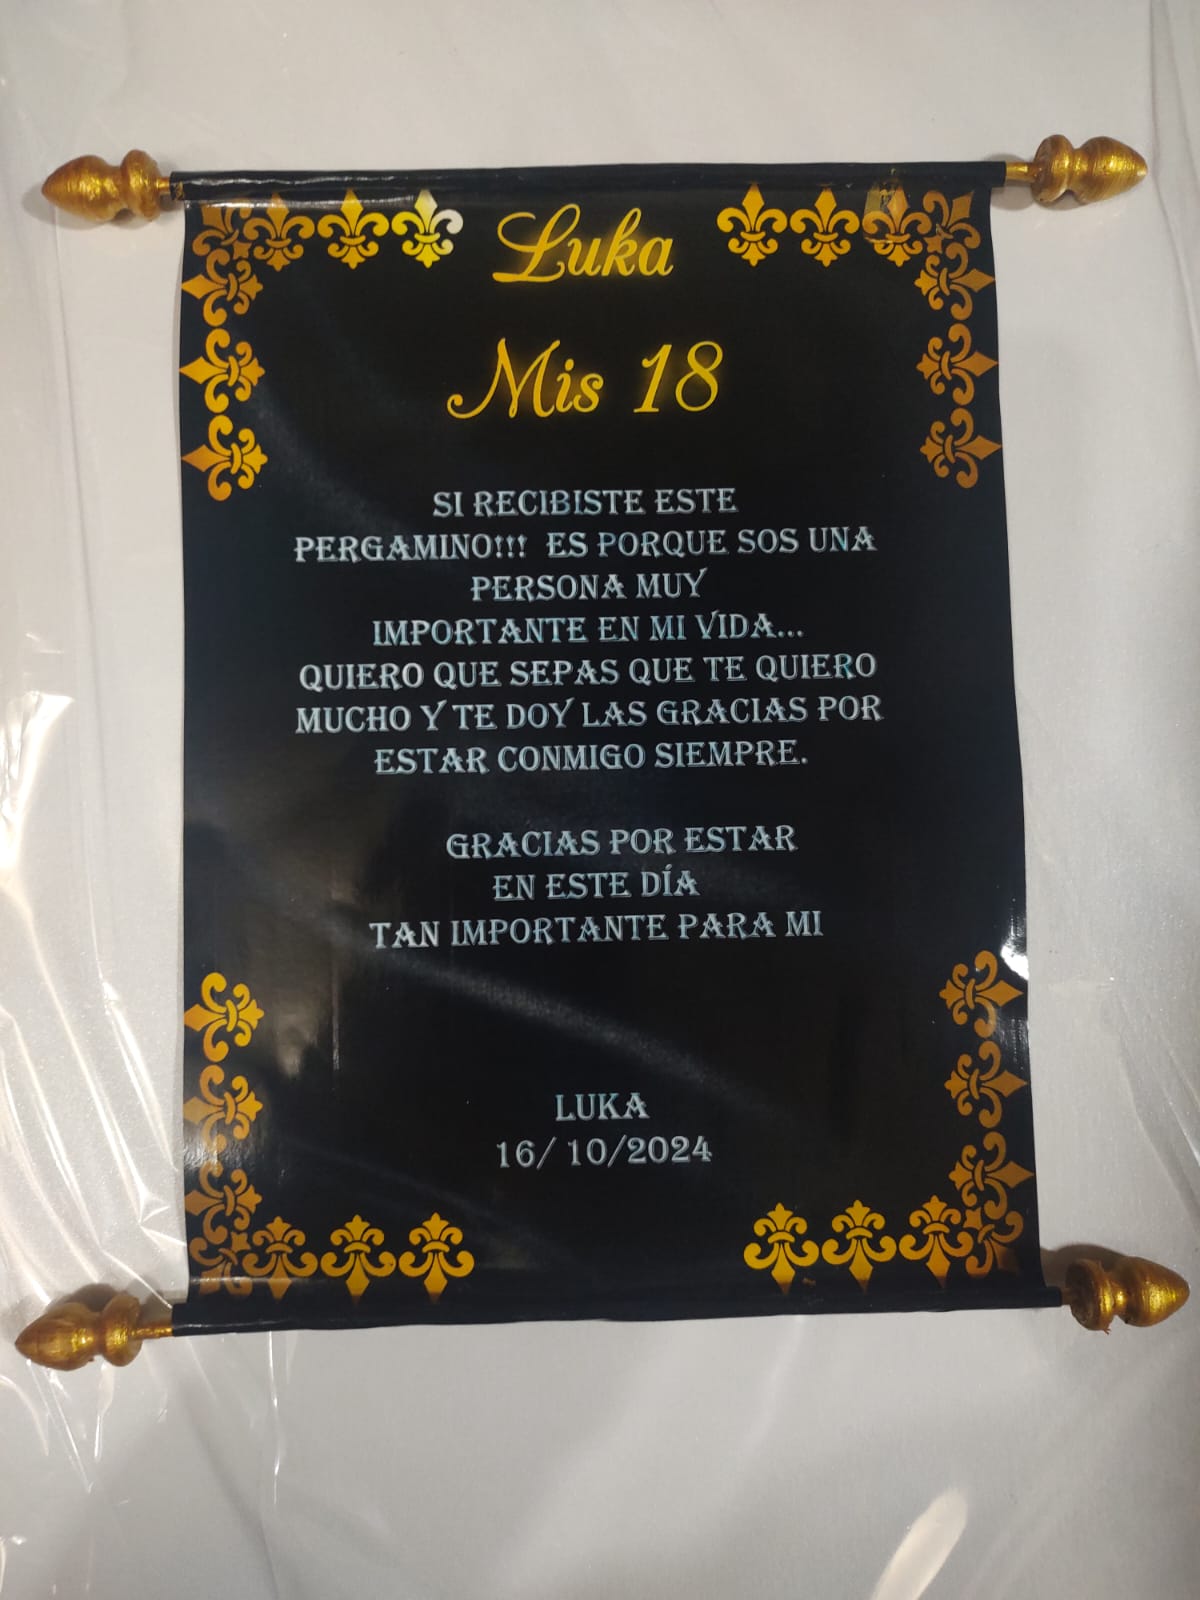 Luka
Mis 18
SI RECIBISTE ESTE
PERGAMINO!!! ES PORQUE SOS UNA
PERSONA MUY
IMPORTANTE EN MI VIDA...
QUIERO QUE SEPAS QUE TE QUIERO
MUCHO Y TE DOY LAS GRACIAS POR
ESTAR CONMIGO SIEMPRE.
GRACIAS POR ESTAR
EN ESTE DÍA
TAN IMPORTANTE PARA MI
LUKA
16/ 10/2024